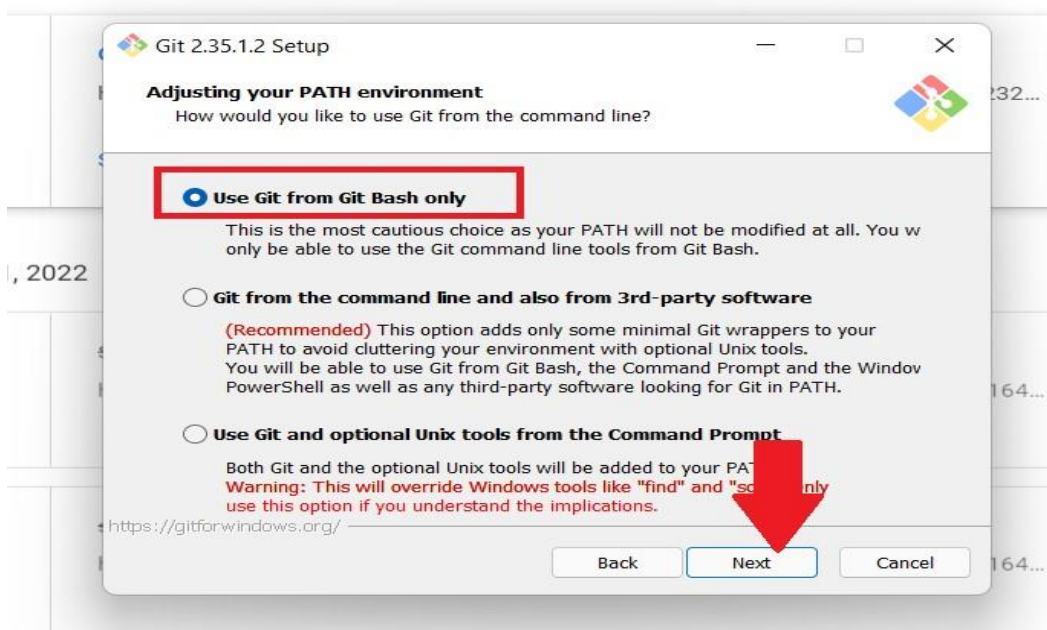 Git 2.35.1.2 Setup
Adjusting your PATH environment
How would you like to use Git from the command line?
232...
Use Git from Git Bash only
This is the most cautious choice as your PATH will not be modified at all. You w
only be able to use the Git command line tools from Git Bash.
, 2022
Git from the command line and also from 3rd-party software
(Recommended) This option adds only some minimal Git wrappers to your
PATH to avoid cluttering your environment with optional Unix tools.
You will be able to use Git from Git Bash, the Command Prompt and the Window
PowerShell as well as any third-party software looking for Git in PATH.
164...
Use Git and optional Unix tools from the Command Prompt
Both Git and the optional Unix tools will be added to your PAT
Warning: This will override Windows tools like "find" and "so nly
use this option if you understand the implications.
https://gitforwindows.org/
Back Next Cancel
164...